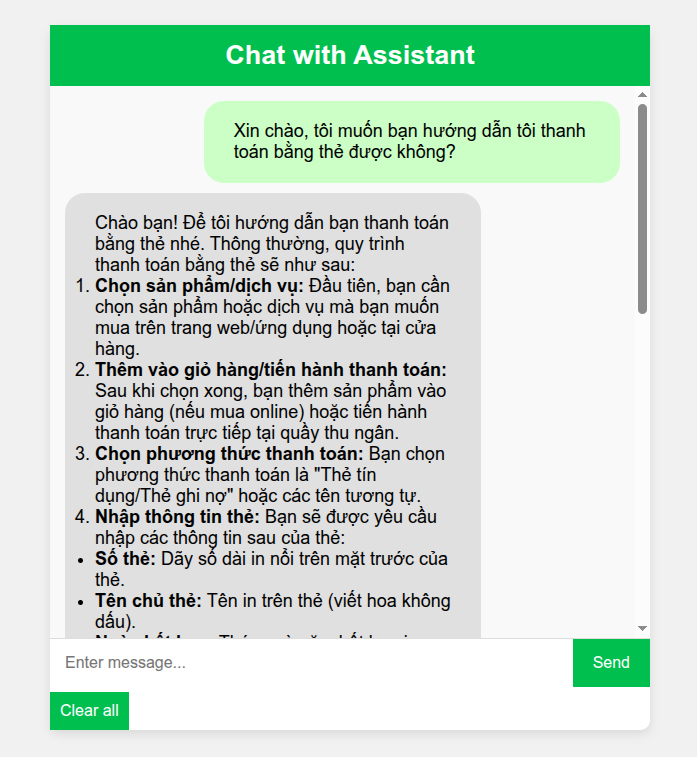 Chat with Assistant
Xin chào, tôi muốn bạn hướng dẫn tôi thanh
toán bằng thẻ được không?
Chào bạn! Để tôi hướng dẫn bạn thanh toán
bằng thẻ nhé. Thông thường, quy trình
thanh toán bằng thẻ sẽ như sau:
1. Chọn sản phẩm/dịch vụ: Đầu tiên, bạn cần
chọn sản phẩm hoặc dịch vụ mà bạn muốn
mua trên trang web/ứng dụng hoặc tại cửa
hàng.
2. Thêm vào giỏ hàng/tiến hành thanh toán:
Sau khi chọn xong, bạn thêm sản phẩm vào
giỏ hàng (nếu mua online) hoặc tiến hành
thanh toán trực tiếp tại quầy thu ngân.
3. Chọn phương thức thanh toán: Bạn chọn
phương thức thanh toán là "Thẻ tín
dụng/Thẻ ghi nợ" hoặc các tên tương tự.
4. Nhập thông tin thẻ: Bạn sẽ được yêu cầu
nhập các thông tin sau của thẻ:
• Số thẻ: Dãy số dài in nổi trên mặt trước của
thẻ.
• Tên chủ thẻ: Tên in trên thẻ (viết hoa không
dấu).
Enter message...
Send
Clear all